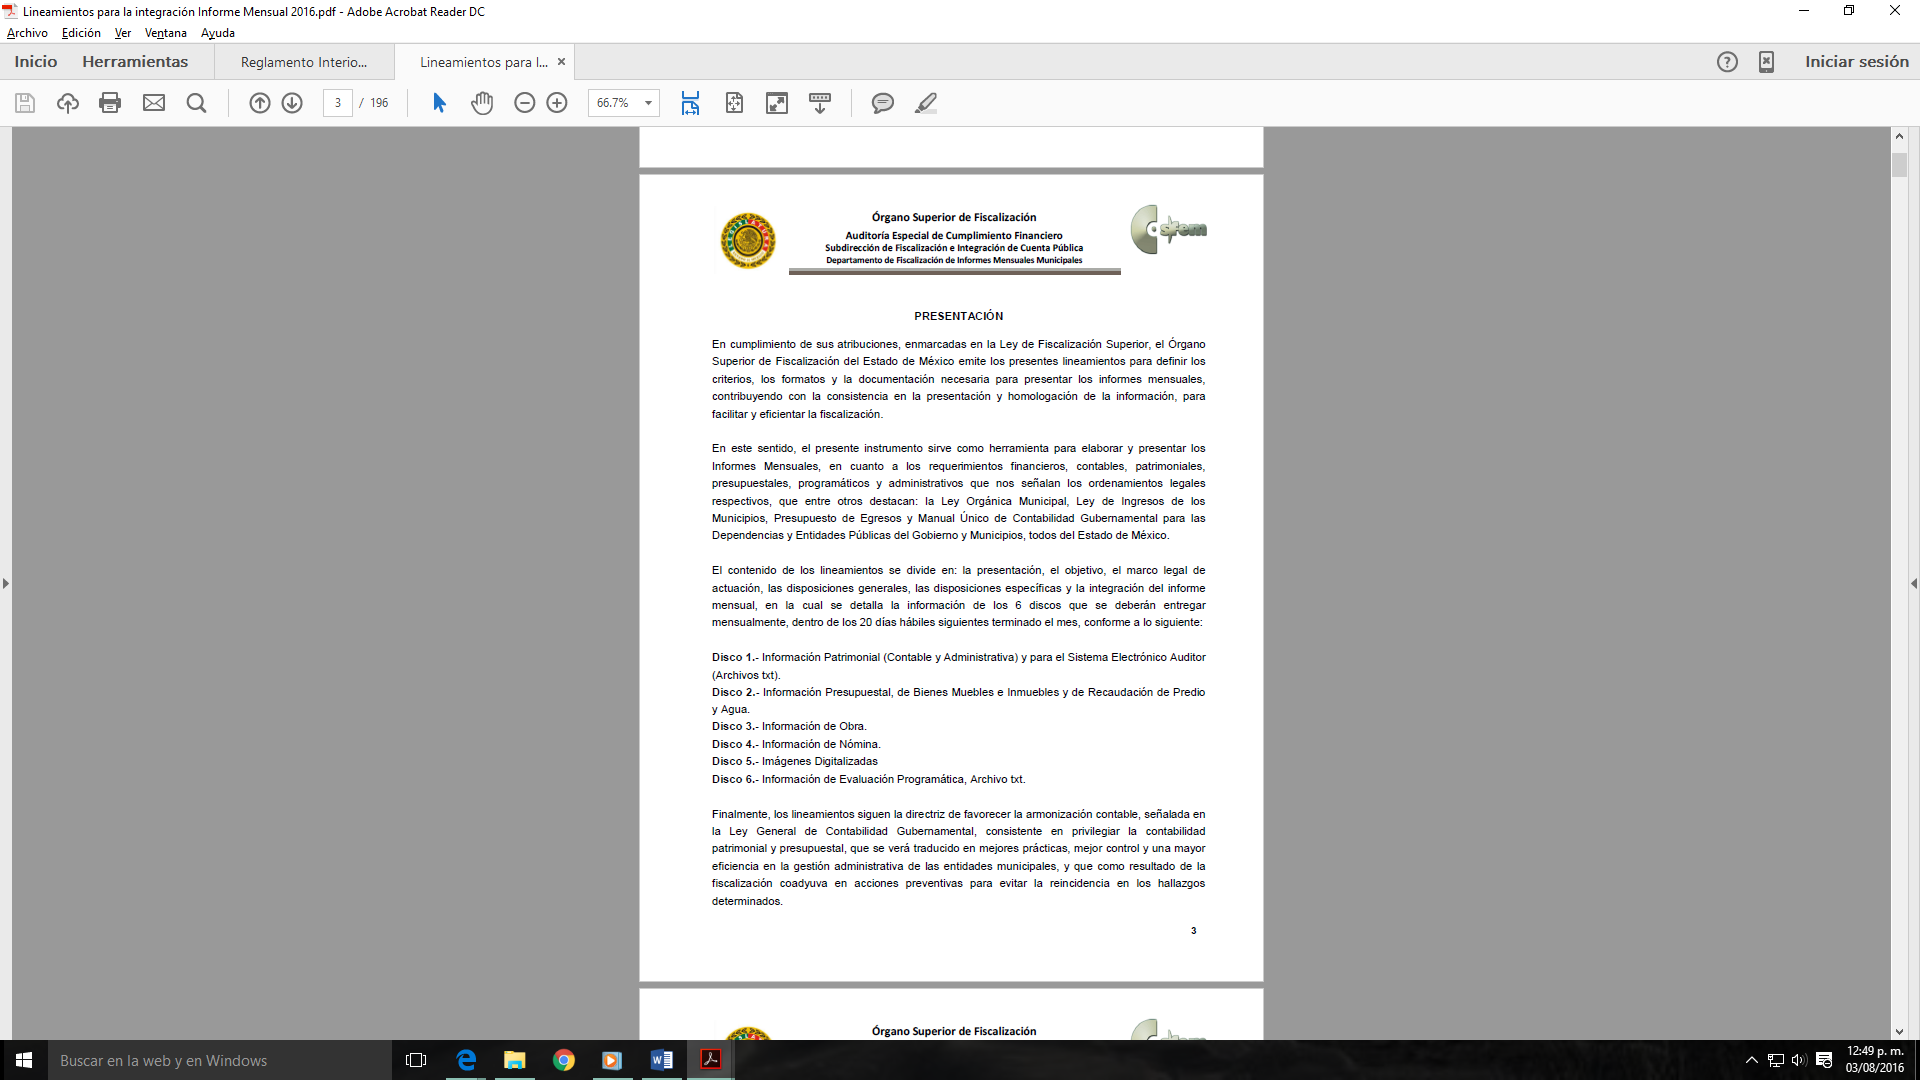 Lineamientos para la integración Informe Mensual 2016.pdf - Adobe Acrobat Reader DC
Archivo Edición Ver Ventana Ayuda
Inicio Herramientas Reglamento Interio... Lineamientos para l... × Iniciar sesión
3 / 196 66.7%
Órgano Superior de Fiscalización
Auditoría Especial de Cumplimiento Financiero
Subdirección de Fiscalización e Integración de Cuenta Pública
Departamento de Fiscalización de Informes Mensuales Municipales
osfem
PRESENTACIÓN
En cumplimiento de sus atribuciones, enmarcadas en la Ley de Fiscalización Superior, el Órgano
Superior de Fiscalización del Estado de México emite los presentes lineamientos para definir los
criterios, los formatos y la documentación necesaria para presentar los informes mensuales,
contribuyendo con la consistencia en la presentación y homologación de la información, para
facilitar y eficientar la fiscalización.
En este sentido, el presente instrumento sirve como herramienta para elaborar y presentar los
Informes Mensuales, en cuanto a los requerimientos financieros, contables, patrimoniales,
presupuestales, programáticos y administrativos que nos señalan los ordenamientos legales
respectivos, que entre otros destacan: la Ley Orgánica Municipal, Ley de Ingresos de los
Municipios, Presupuesto de Egresos y Manual Único de Contabilidad Gubernamental para las
Dependencias y Entidades Públicas del Gobierno y Municipios, todos del Estado de México.
El contenido de los lineamientos se divide en: la presentación, el objetivo, el marco legal de
actuación, las disposiciones generales, las disposiciones específicas y la integración del informe
mensual, en la cual se detalla la información de los 6 discos que se deberán entregar
mensualmente, dentro de los 20 días hábiles siguientes terminado el mes, conforme a lo siguiente:
Disco 1.- Información Patrimonial (Contable y Administrativa) y para el Sistema Electrónico Auditor
(Archivos txt).
Disco 2.- Información Presupuestal, de Bienes Muebles e Inmuebles y de Recaudación de Predio
y Agua.
Disco 3.- Información de Obra.
Disco 4.- Información de Nómina.
Disco 5.- Imágenes Digitalizadas
Disco 6.- Información de Evaluación Programática, Archivo txt.
Finalmente, los lineamientos siguen la directriz de favorecer la armonización contable, señalada en
la Ley General de Contabilidad Gubernamental, consistente en privilegiar la contabilidad
patrimonial y presupuestal, que se verá traducido en mejores prácticas, mejor control y una mayor
eficiencia en la gestión administrativa de las entidades municipales, y que como resultado de la
fiscalización coadyuva en acciones preventivas para evitar la reincidencia en los hallazgos
determinados.
3
Órgano Superior de Fiscalización
Buscar en la web y en Windows
12:49 p. m.
03/08/2016